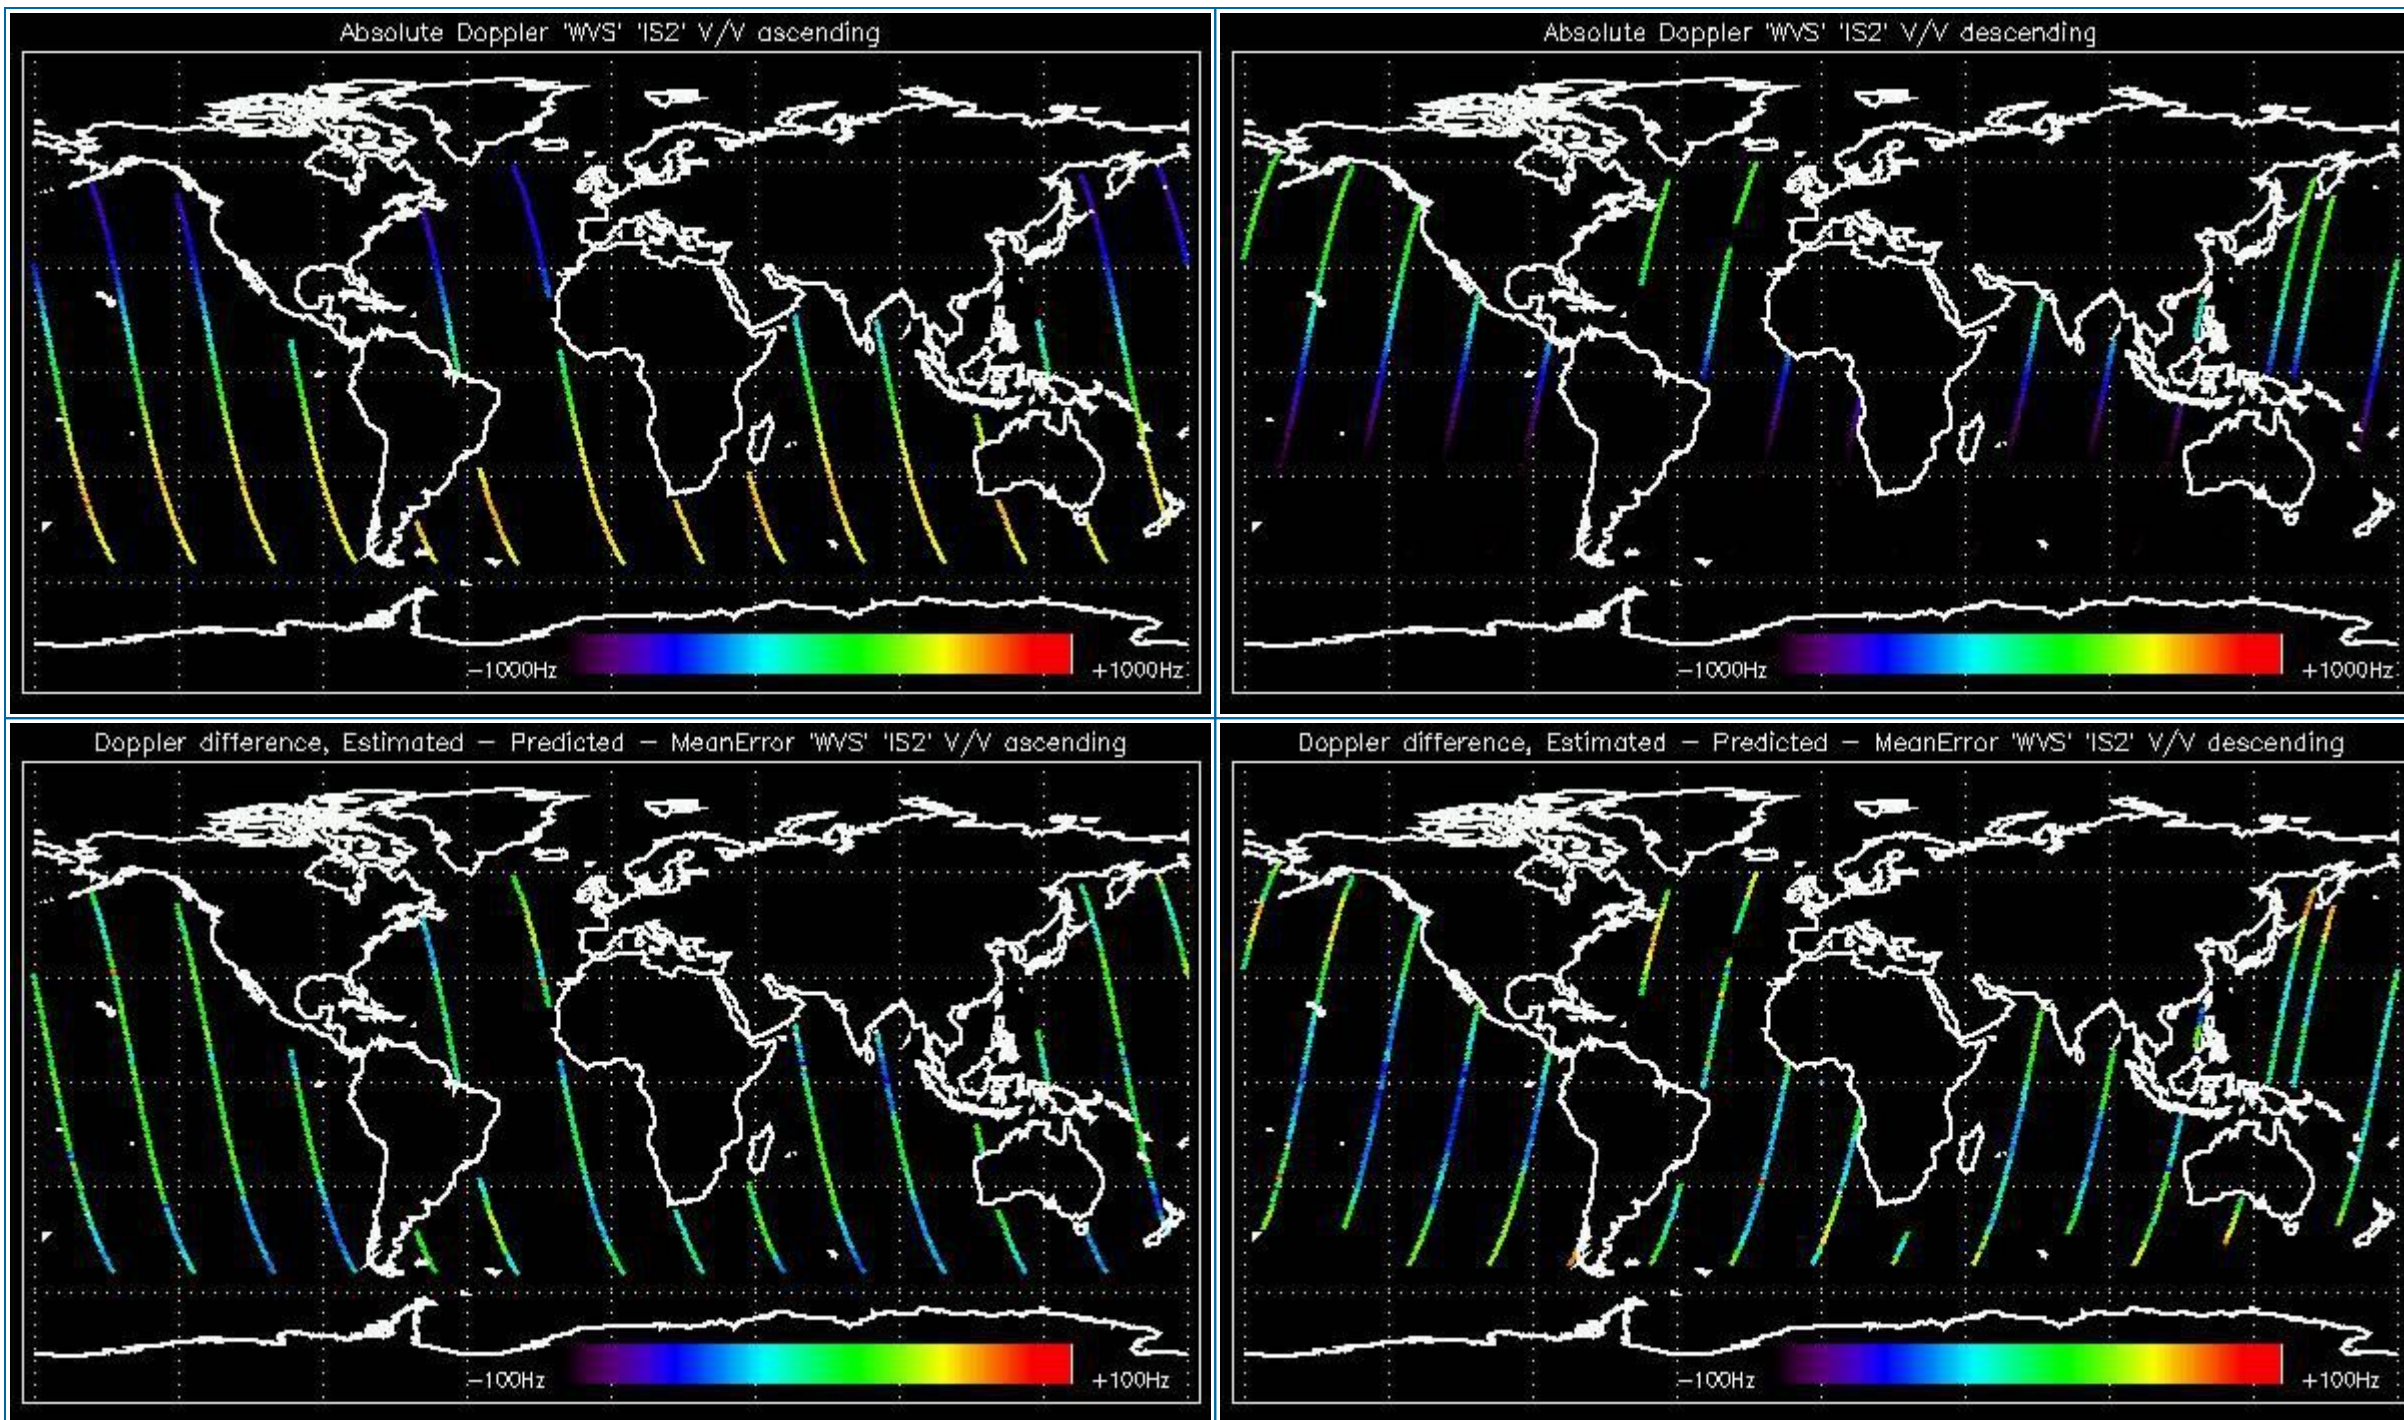 Absolute Doppler 'WVS' 'IS2' V/V ascending
-1000Hz
+1000Hz
Absolute Doppler 'WVS' 'IS2' V/V descending
-1000Hz
+1000Hz
Doppler difference, Estimated - Predicted - MeanError 'WVS' 'IS2' V/V ascending
-100Hz
+100Hz
Doppler difference, Estimated - Predicted - MeanError 'WVS' 'IS2' V/V descending
-100Hz
+100Hz